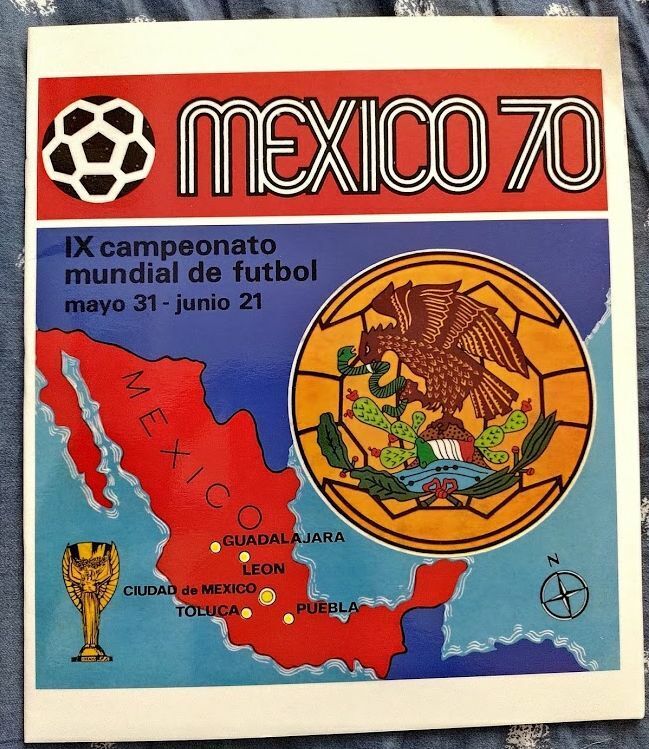 MEXICO 70
IX campeonato
mundial de futbol
mayo 31 - junio 21
MEXICO
GUADALAJARA
LEON
CIUDAD de MEXICO
TOLUCA
PUEBLA
N